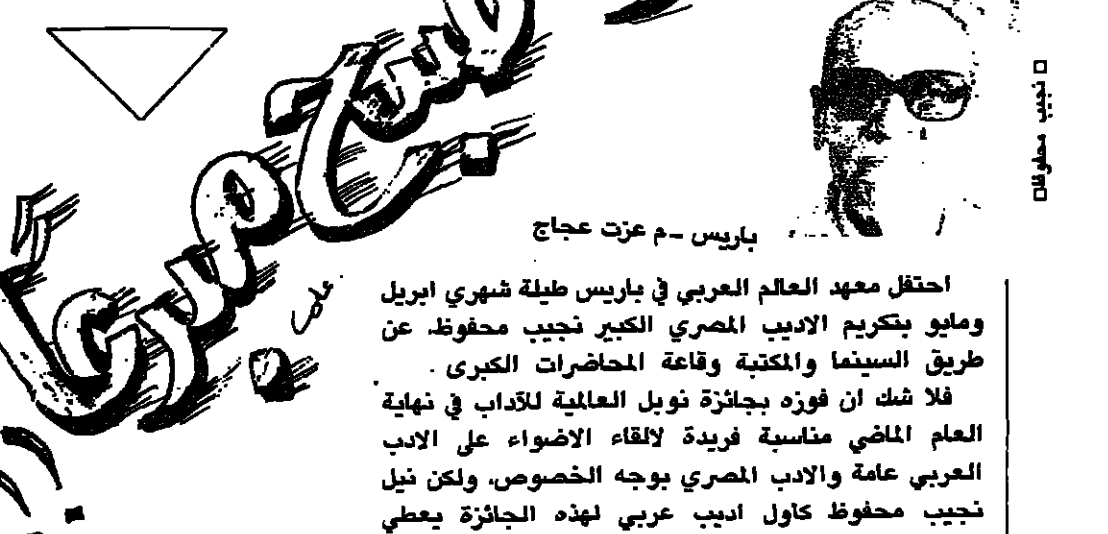 □ نجيب محفوظ □
باريس - م عزت عجاج
احتفل معهد العالم العربي في باريس طيلة شهري ابريل
ومايو بتكريم الاديب المصري الكبير نجيب محفوظ. عن
طريق السينما والمكتبة وقاعة المحاضرات الكبرى .
فلا شك ان فوزه بجائزة نوبل العالمية للآداب في نهاية
العام الماضي مناسبة فريدة لالقاء الاضواء على الادب
العربي عامة والادب المصري بوجه الخصوص. ولكن نيل
نجيب محفوظ كاول اديب عربي لهذه الجائزة يعطي